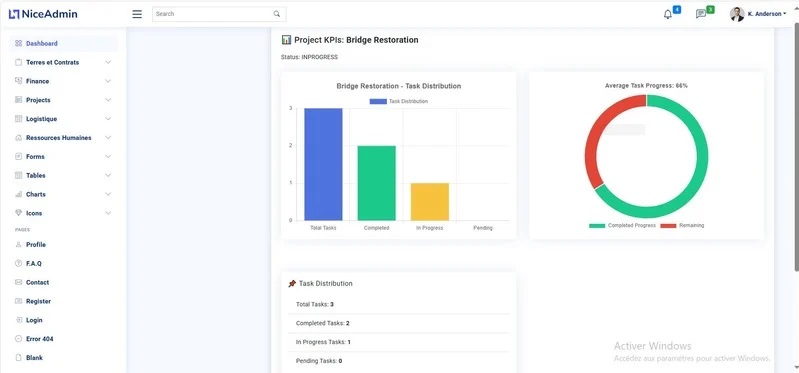 NiceAdmin
Search
4
3
K. Anderson
Dashboard
Terres et Contrats
Finance
Projects
Logistique
Ressources Humaines
Forms
Tables
Charts
Icons
PAGES
Profile
F.A.Q
Contact
Register
Login
Error 404
Blank
Project KPIs: Bridge Restoration
Status: INPROGRESS
Bridge Restoration - Task Distribution
Task Distribution
3
2
1
0
Total Tasks Completed In Progress Pending
Average Task Progress: 66%
Completed Progress Remaining
Task Distribution
Total Tasks: 3
Completed Tasks: 2
In Progress Tasks: 1
Pending Tasks: 0
Activer Windows
Accédez aux paramètres pour activer Windows.